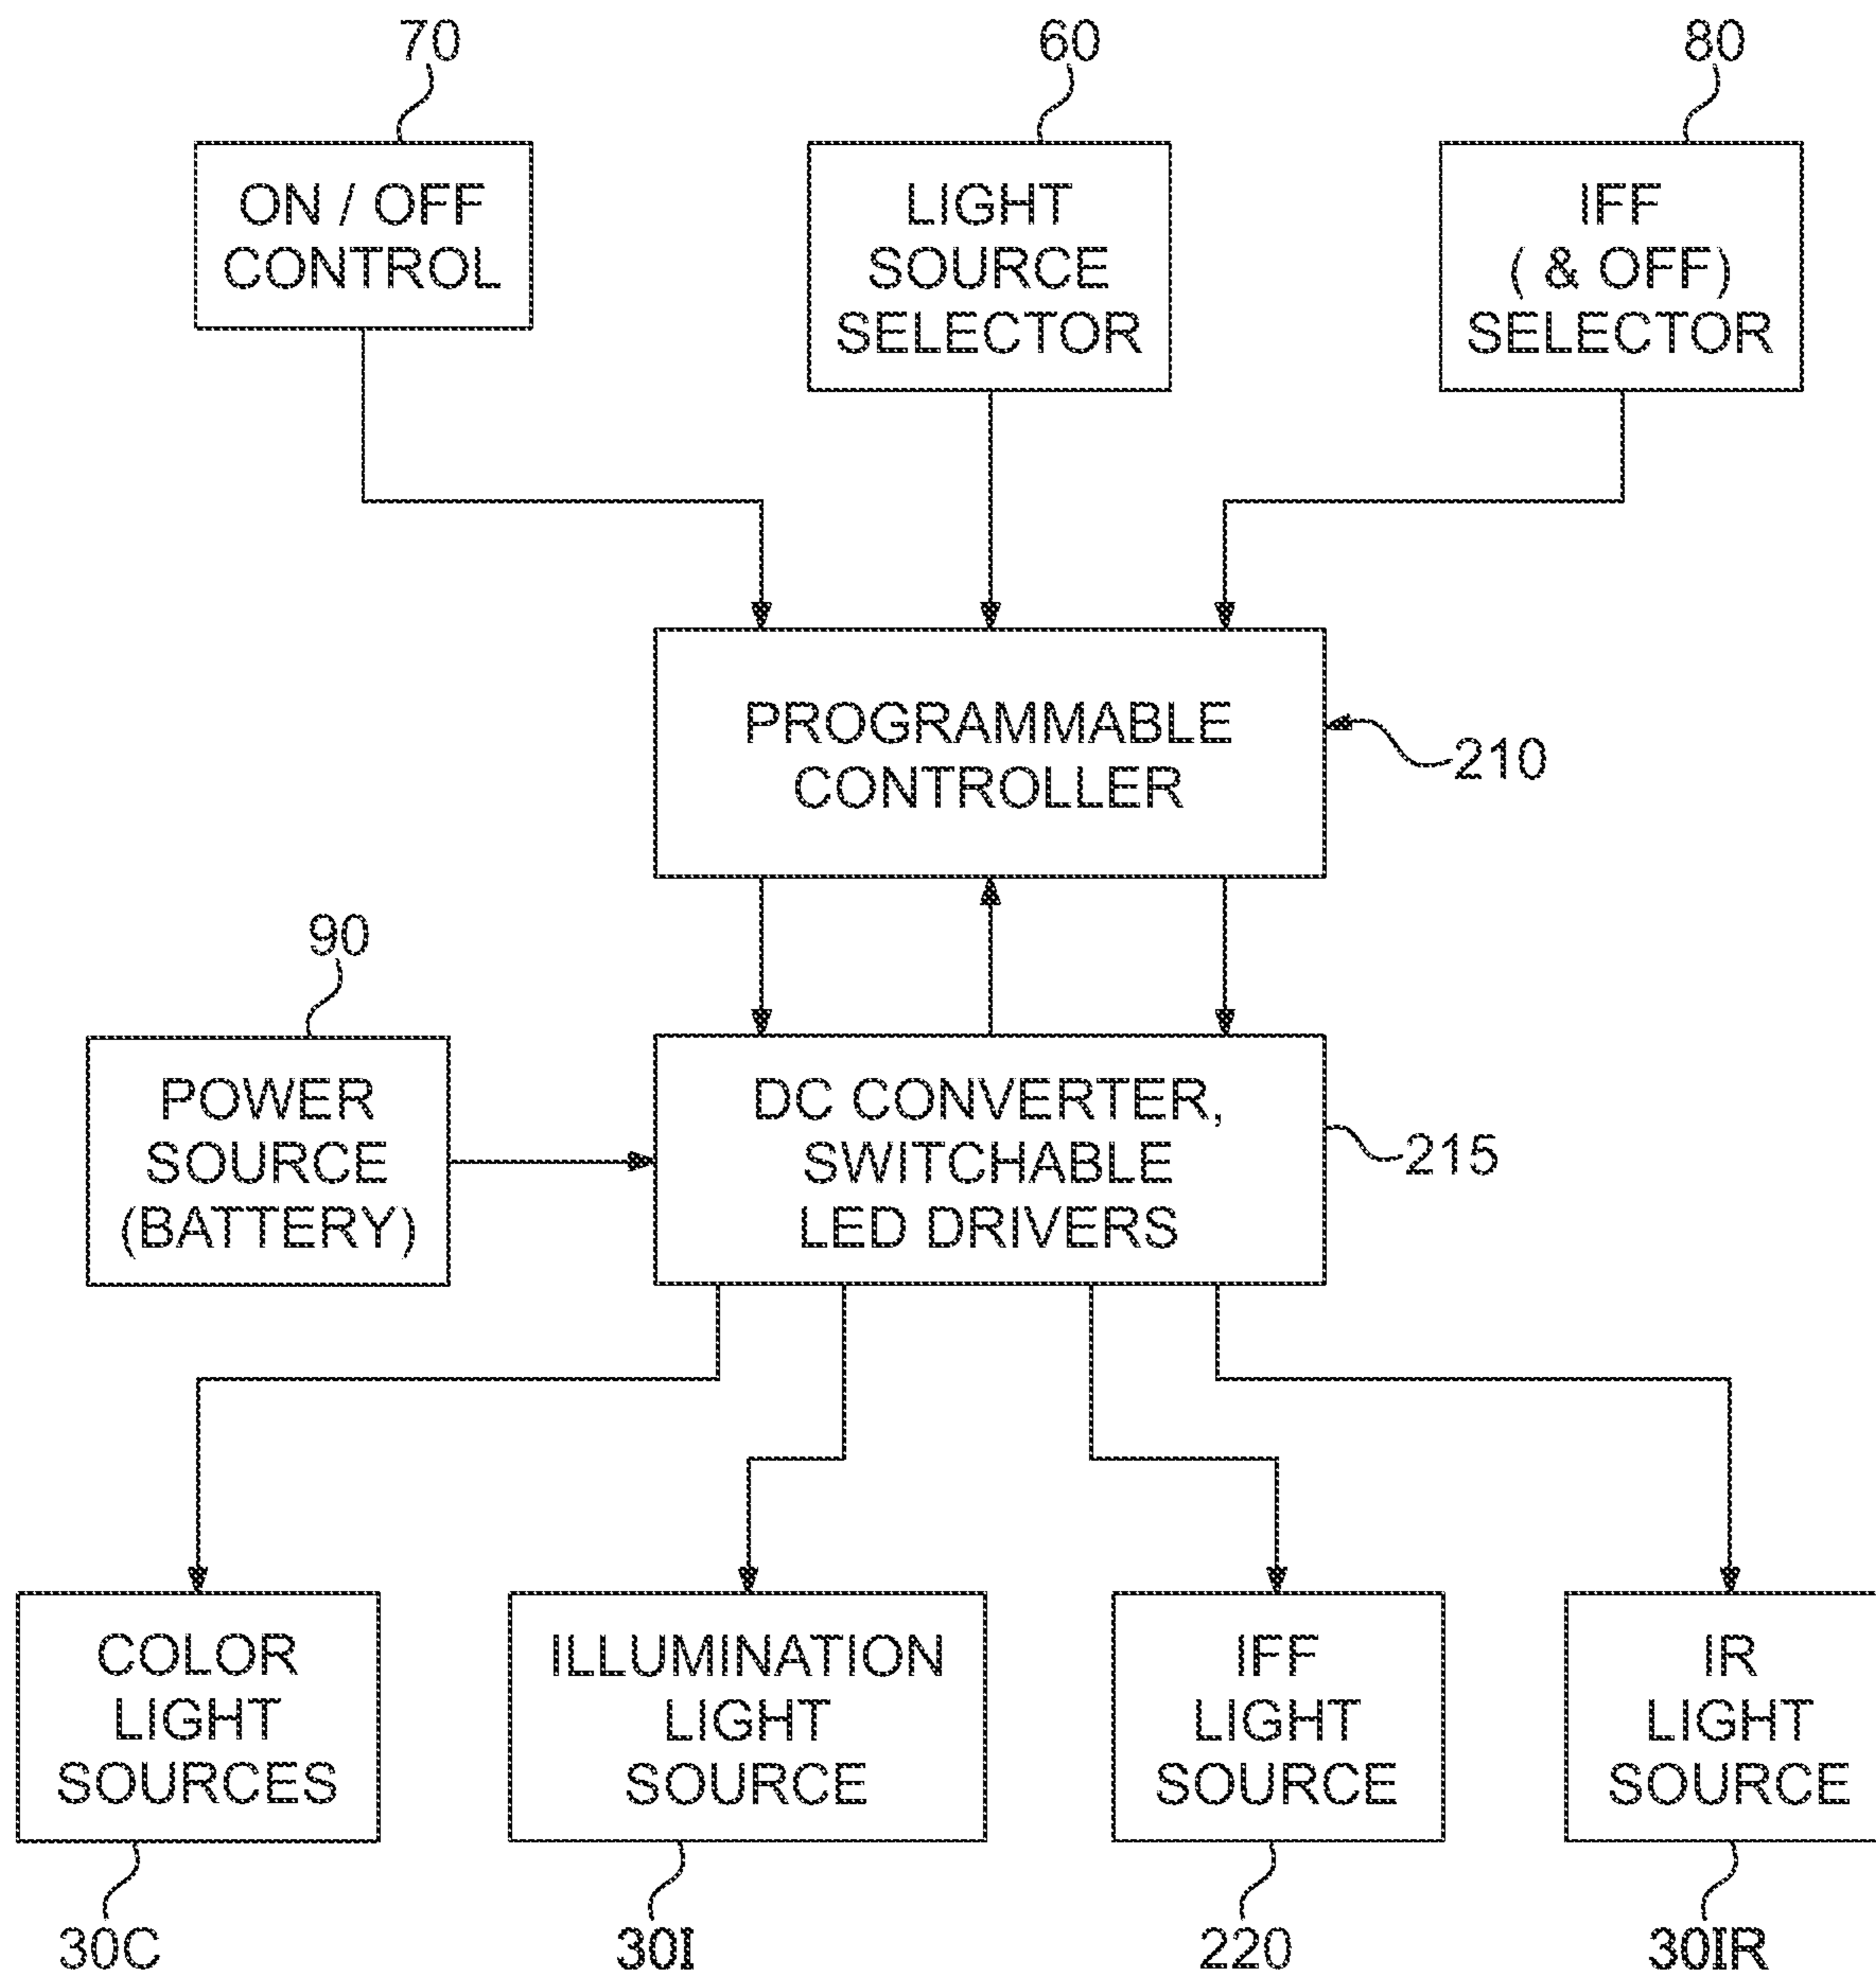 70
60
80
ON / OFF
CONTROL
LIGHT
SOURCE
SELECTOR
IFF
( & OFF)
SELECTOR
PROGRAMMABLE
CONTROLLER
210
90
POWER
SOURCE
(BATTERY)
DC CONVERTER,
SWITCHABLE
LED DRIVERS
215
COLOR
LIGHT
SOURCES
ILLUMINATION
LIGHT
SOURCE
IFF
LIGHT
SOURCE
IR
LIGHT
SOURCE
30C
30I
220
30IR